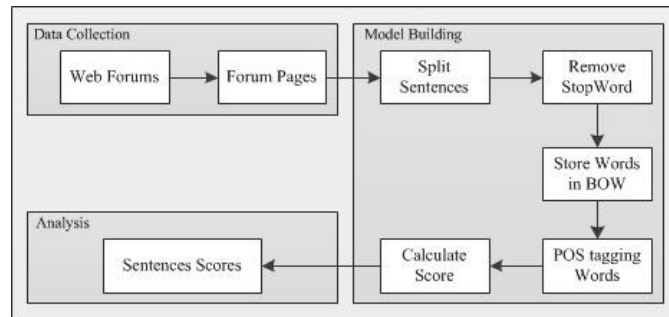 Data Collection
Web Forums
Forum Pages
Model Building
Split
Sentences
Remove
StopWord
Store Words
in BOW
POS tagging
Words
Calculate
Score
Analysis
Sentences Scores